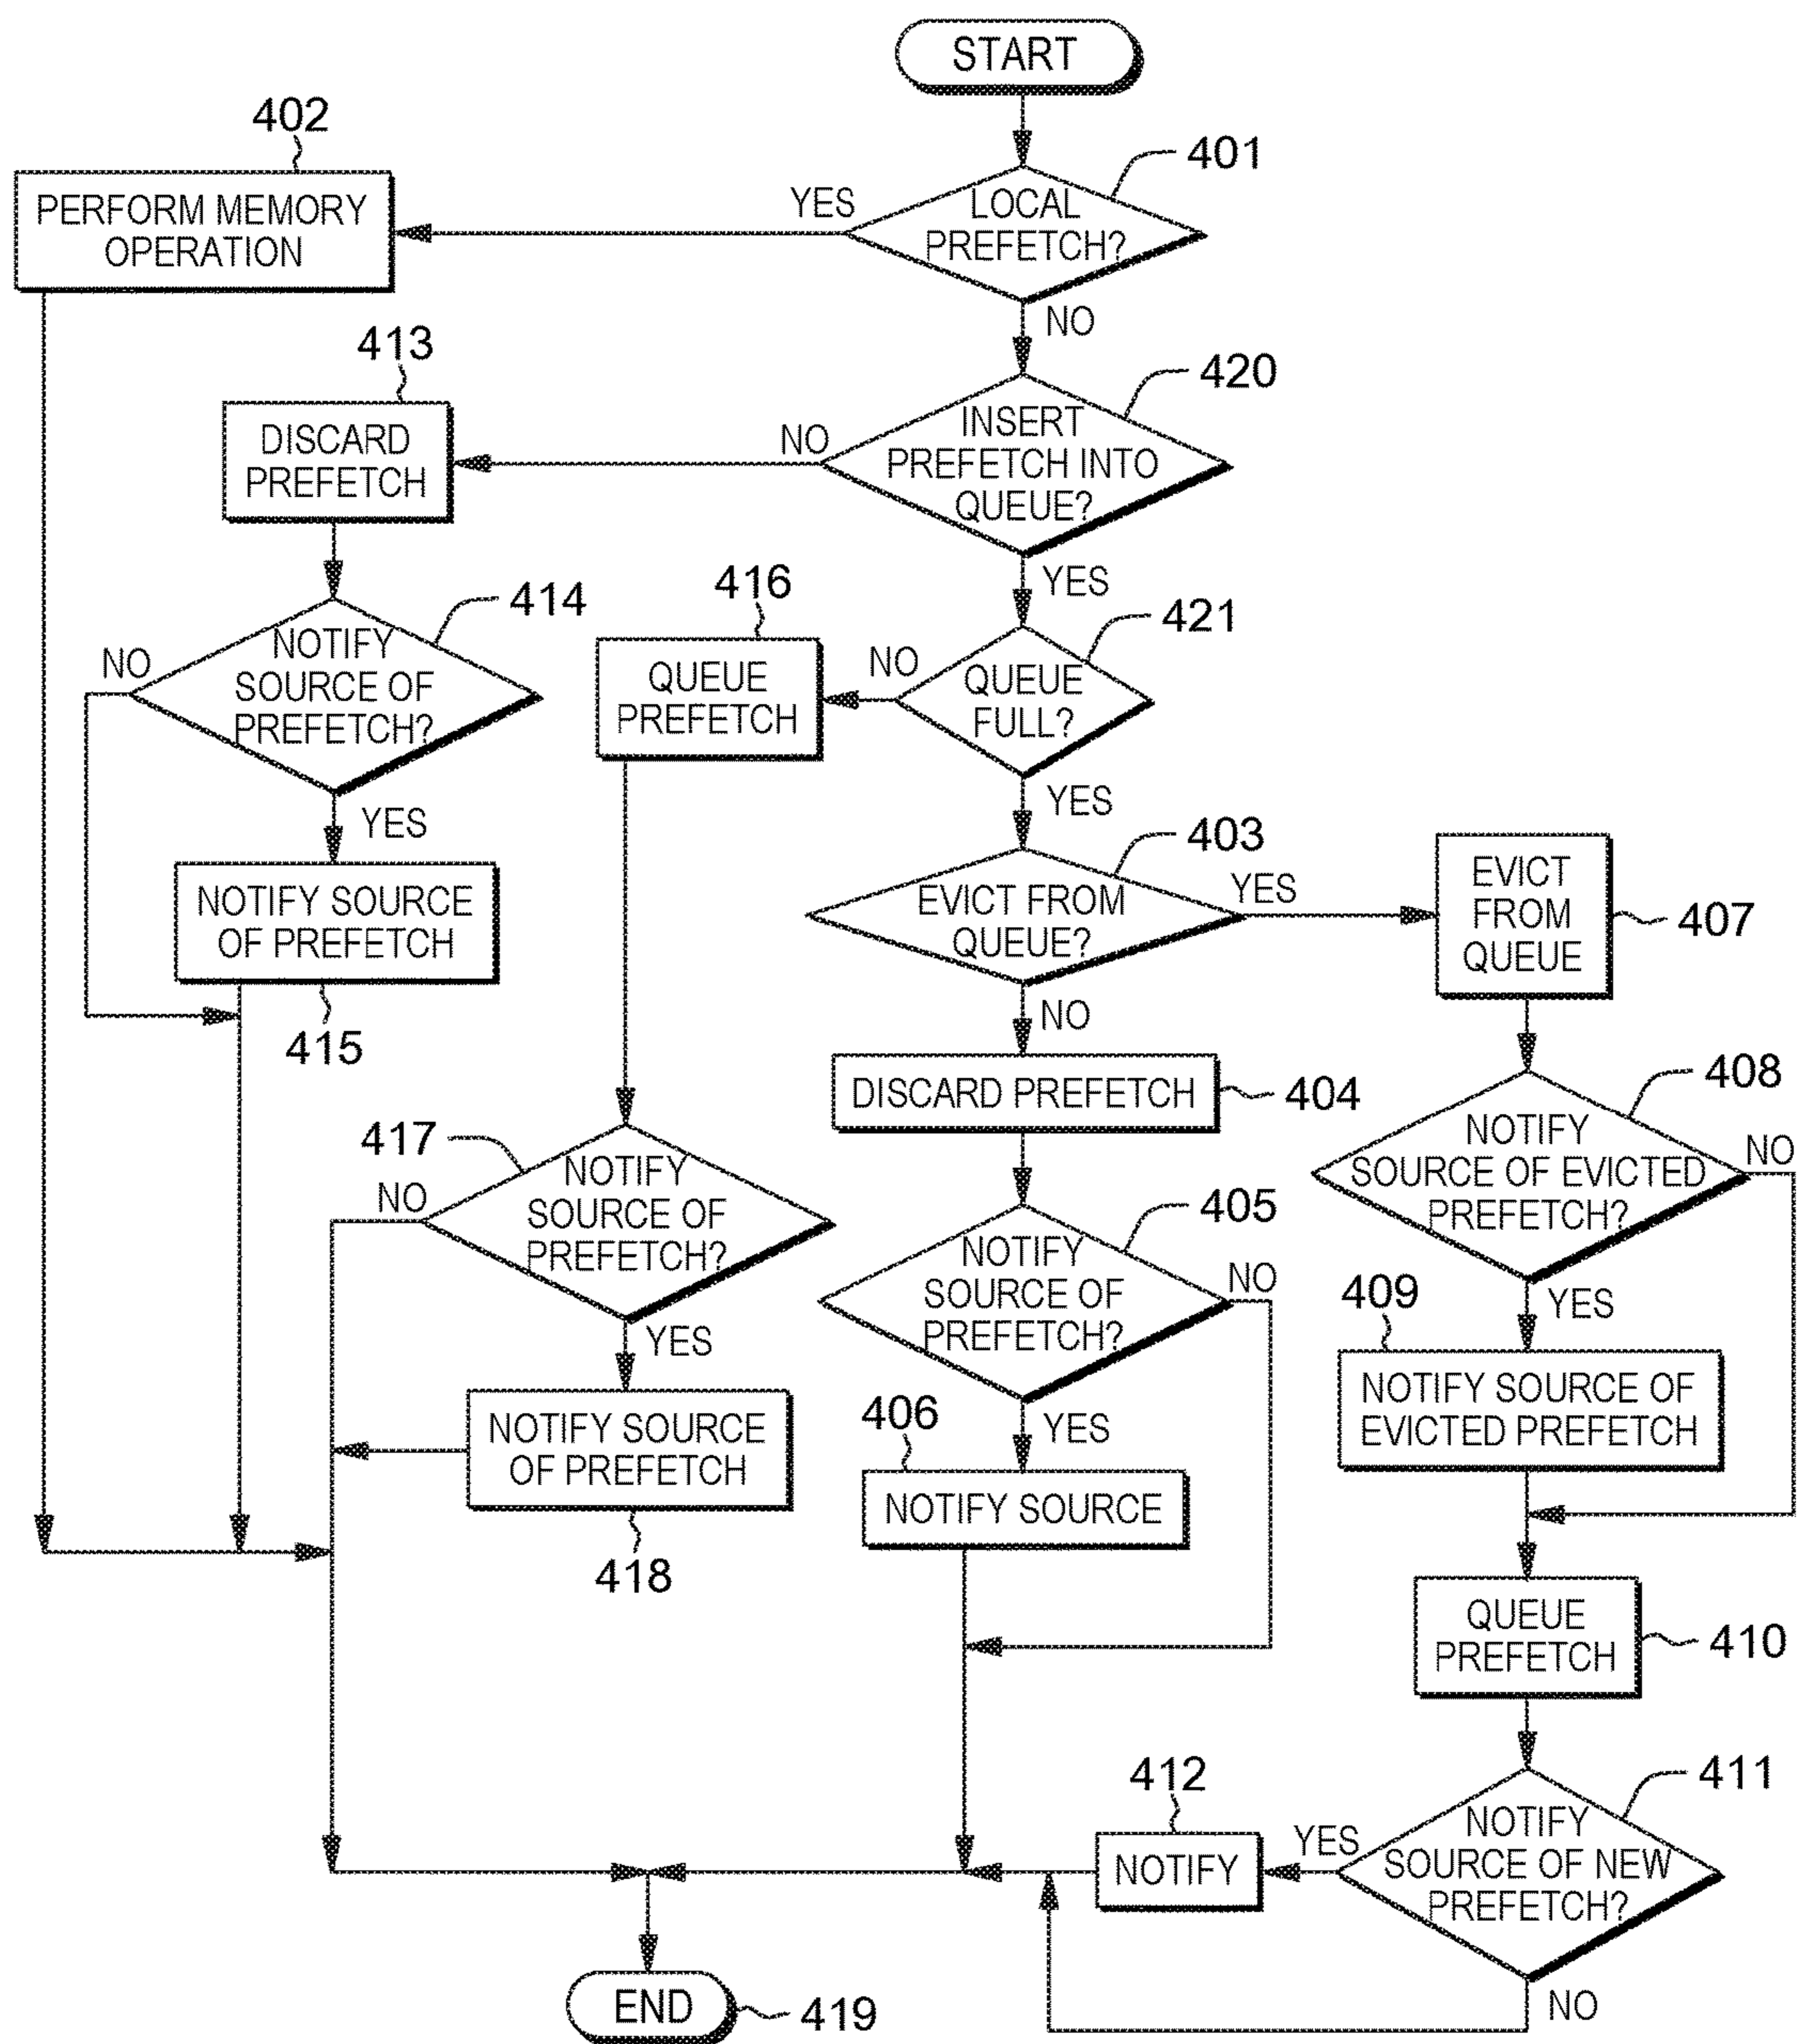 START
402
401
PERFORM MEMORY
OPERATION
YES
LOCAL
PREFETCH?
NO
413
420
DISCARD
PREFETCH
NO
INSERT
PREFETCH INTO
QUEUE?
YES
414
416
421
NO
NOTIFY
SOURCE OF
PREFETCH?
QUEUE
PREFETCH
NO
QUEUE
FULL?
YES
YES
403
NOTIFY SOURCE
OF PREFETCH
415
EVICT FROM
QUEUE?
YES
EVICT
FROM
QUEUE
407
NO
DISCARD PREFETCH
404
408
417
NO
NOTIFY
SOURCE OF
PREFETCH?
405
NOTIFY
SOURCE OF EVICTED
PREFETCH?
NO
NOTIFY
SOURCE OF
PREFETCH?
NO
YES
YES
409
406
YES
NOTIFY SOURCE
OF PREFETCH
418
NOTIFY SOURCE OF
EVICTED PREFETCH
NOTIFY SOURCE
QUEUE
PREFETCH
410
412
411
NOTIFY
YES
NOTIFY
SOURCE OF NEW
PREFETCH?
NO
END
419